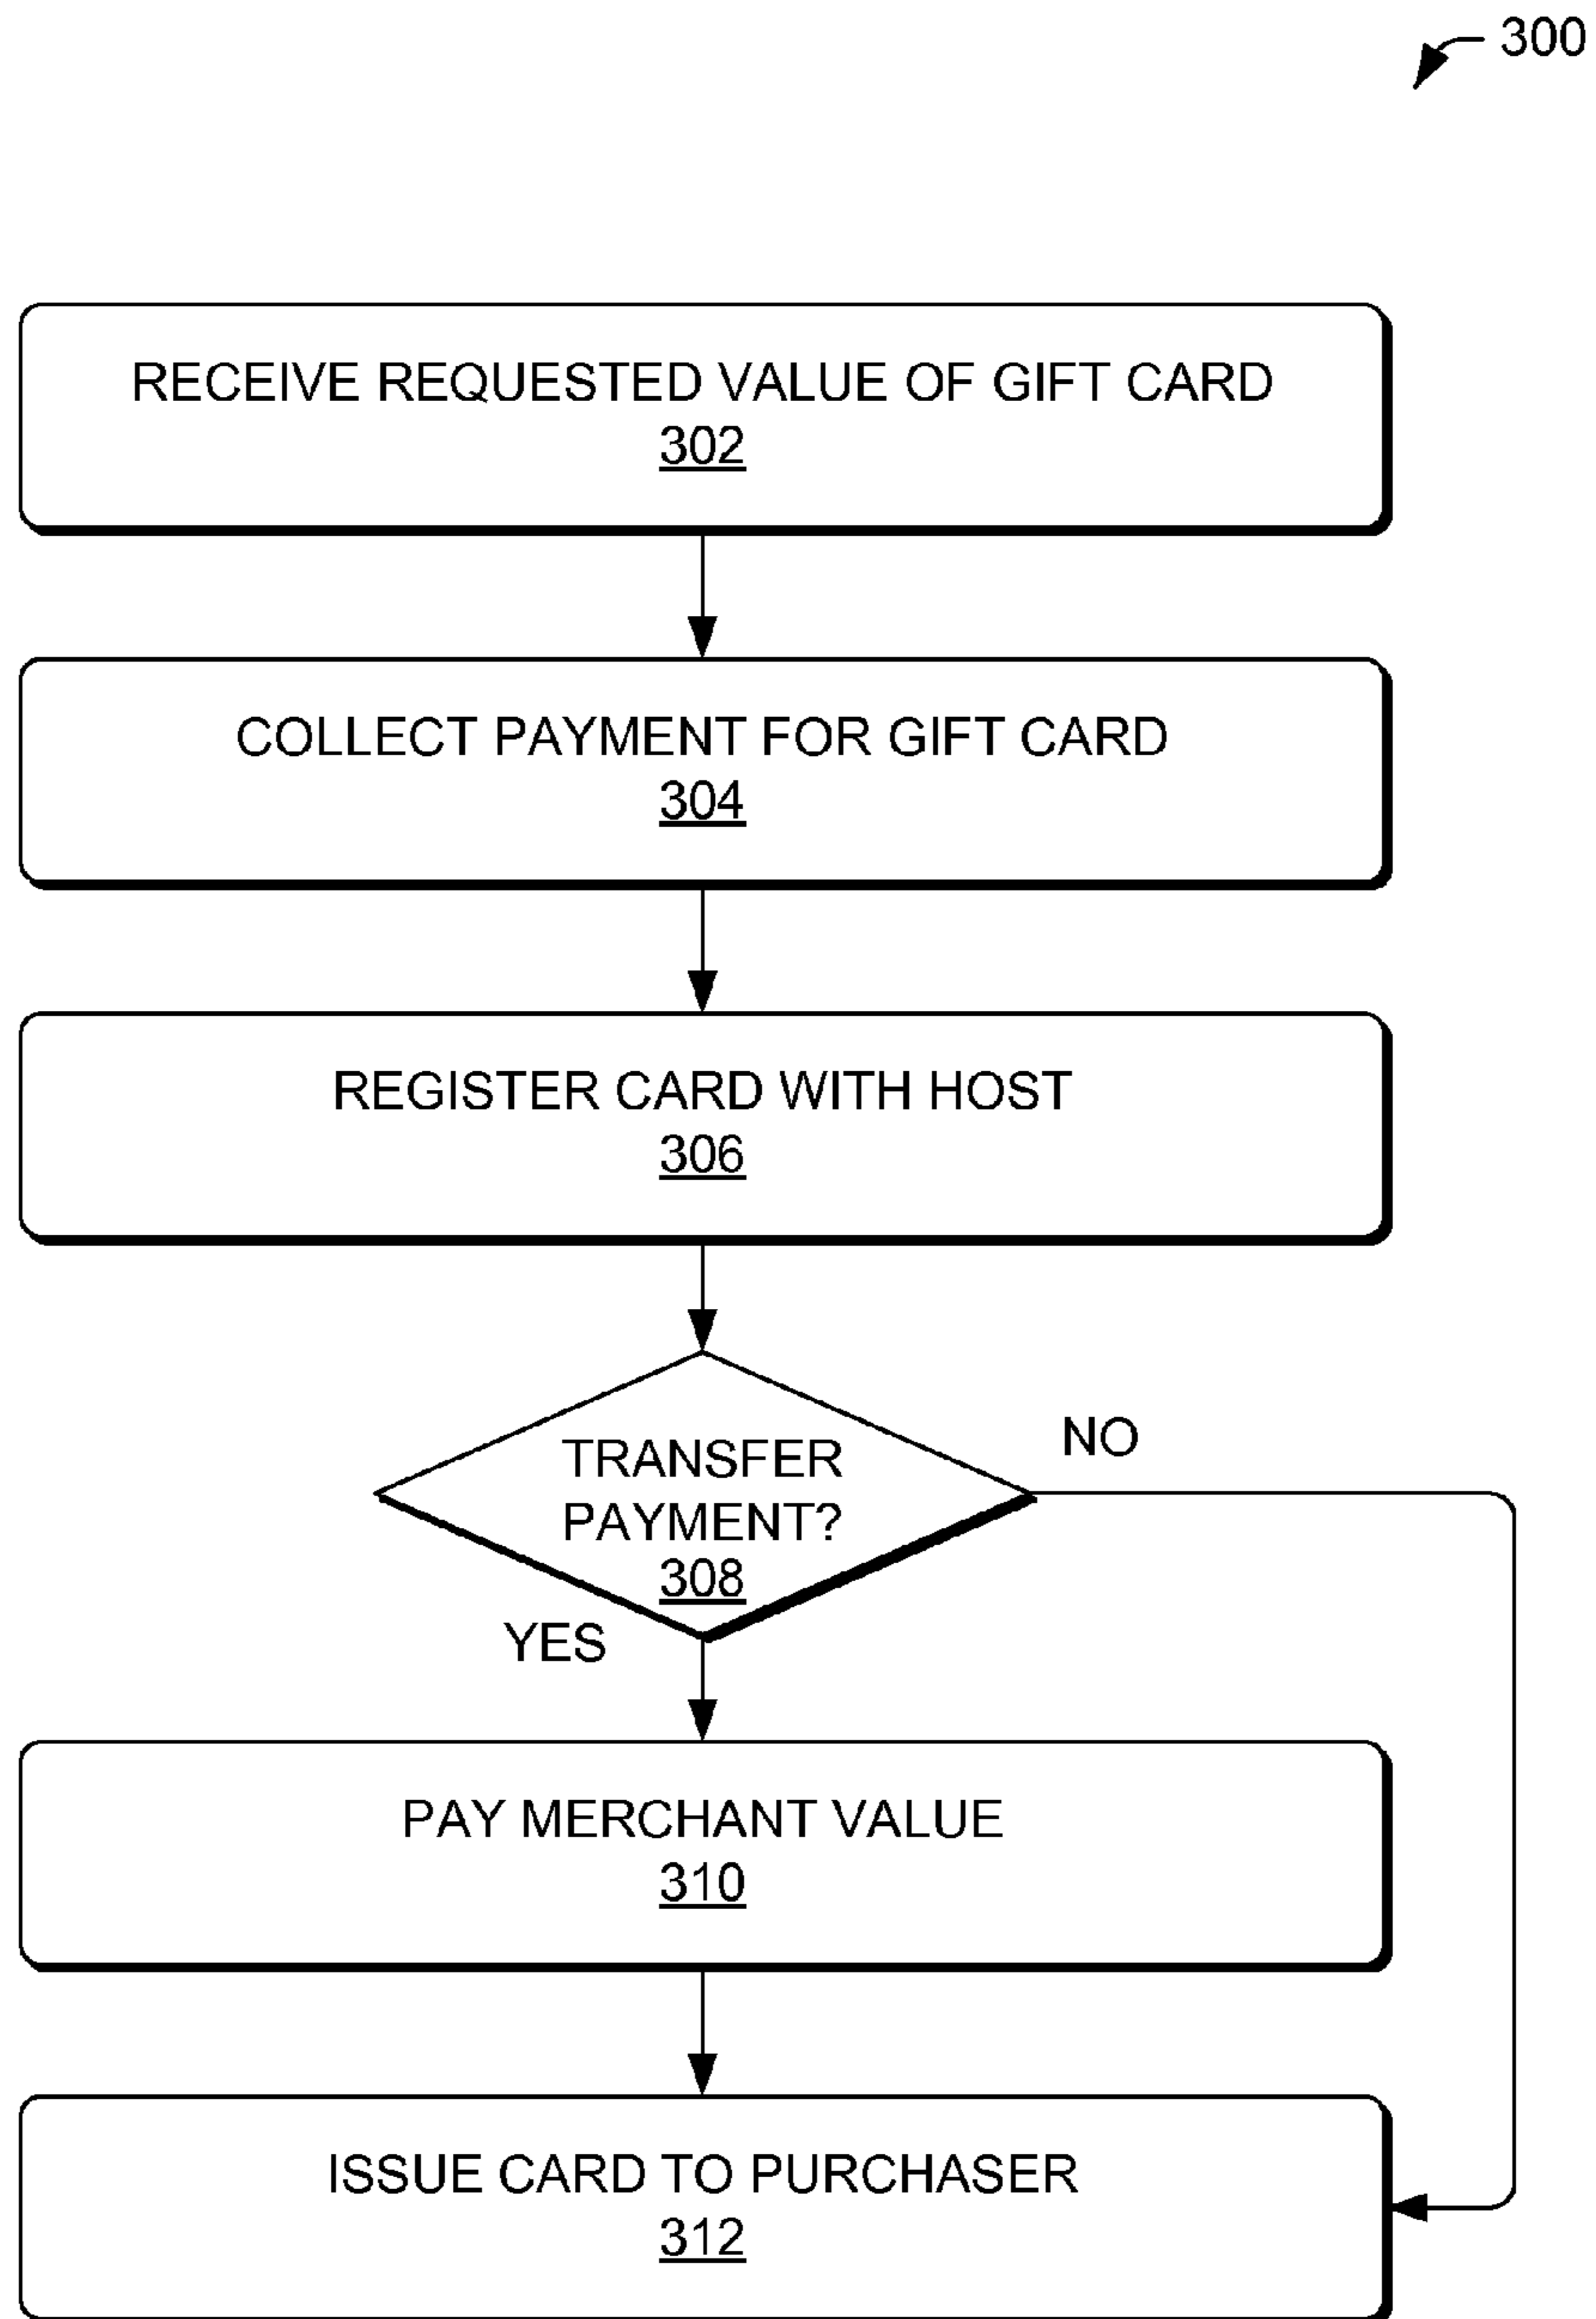 300
RECEIVE REQUESTED VALUE OF GIFT CARD
302
COLLECT PAYMENT FOR GIFT CARD
304
REGISTER CARD WITH HOST
306
TRANSFER
PAYMENT?
308
NO
YES
PAY MERCHANT VALUE
310
ISSUE CARD TO PURCHASER
312